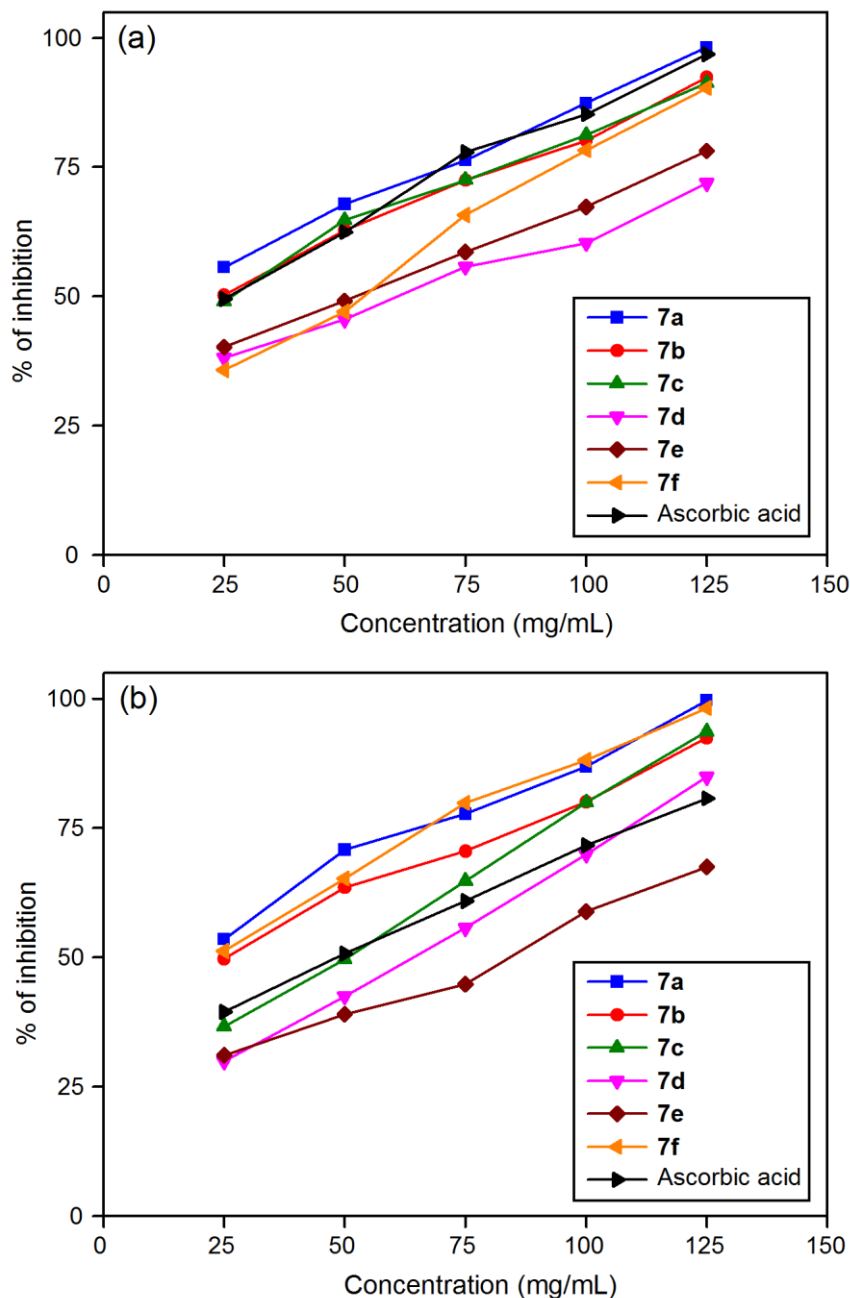 (a)
100
75
50
25
0
% of inhibition
7a
7b
7c
7d
7e
7f
Ascorbic acid
0 25 50 75 100 125 150
Concentration (mg/mL)
(b)
100
75
50
25
0
% of inhibition
7a
7b
7c
7d
7e
7f
Ascorbic acid
0 25 50 75 100 125 150
Concentration (mg/mL)